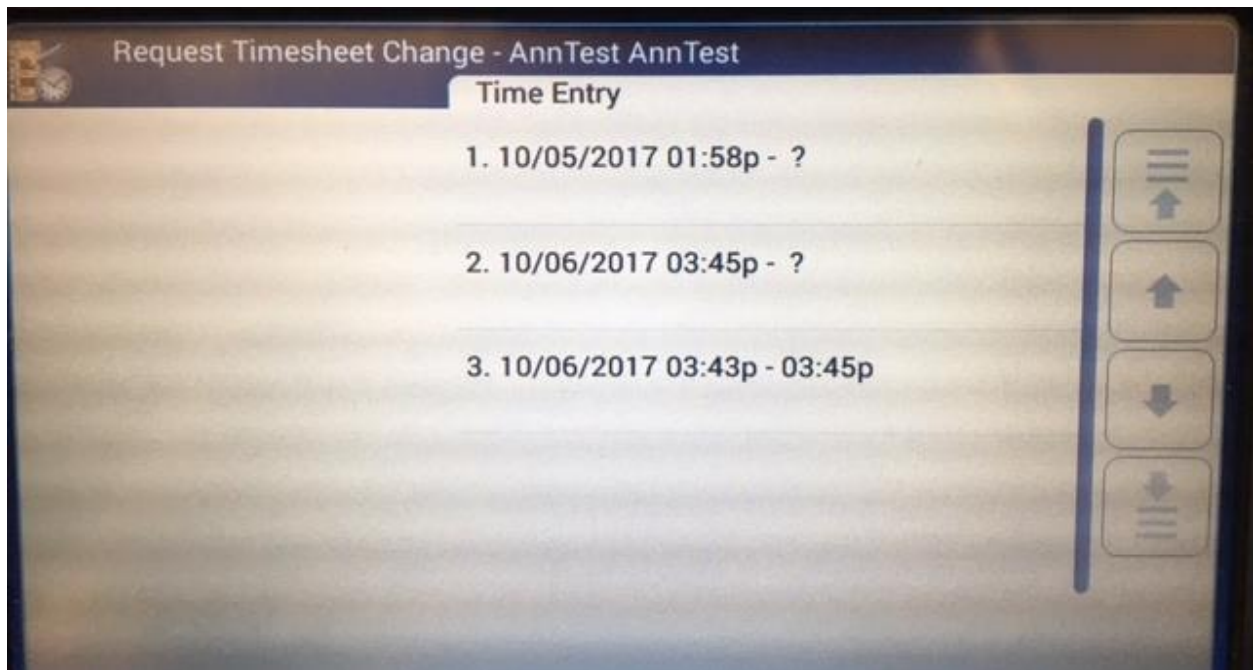 Request Timesheet Change - AnnTest AnnTest
Time Entry
1. 10/05/2017 01:58p - ?
2. 10/06/2017 03:45p - ?
3. 10/06/2017 03:43p - 03:45p